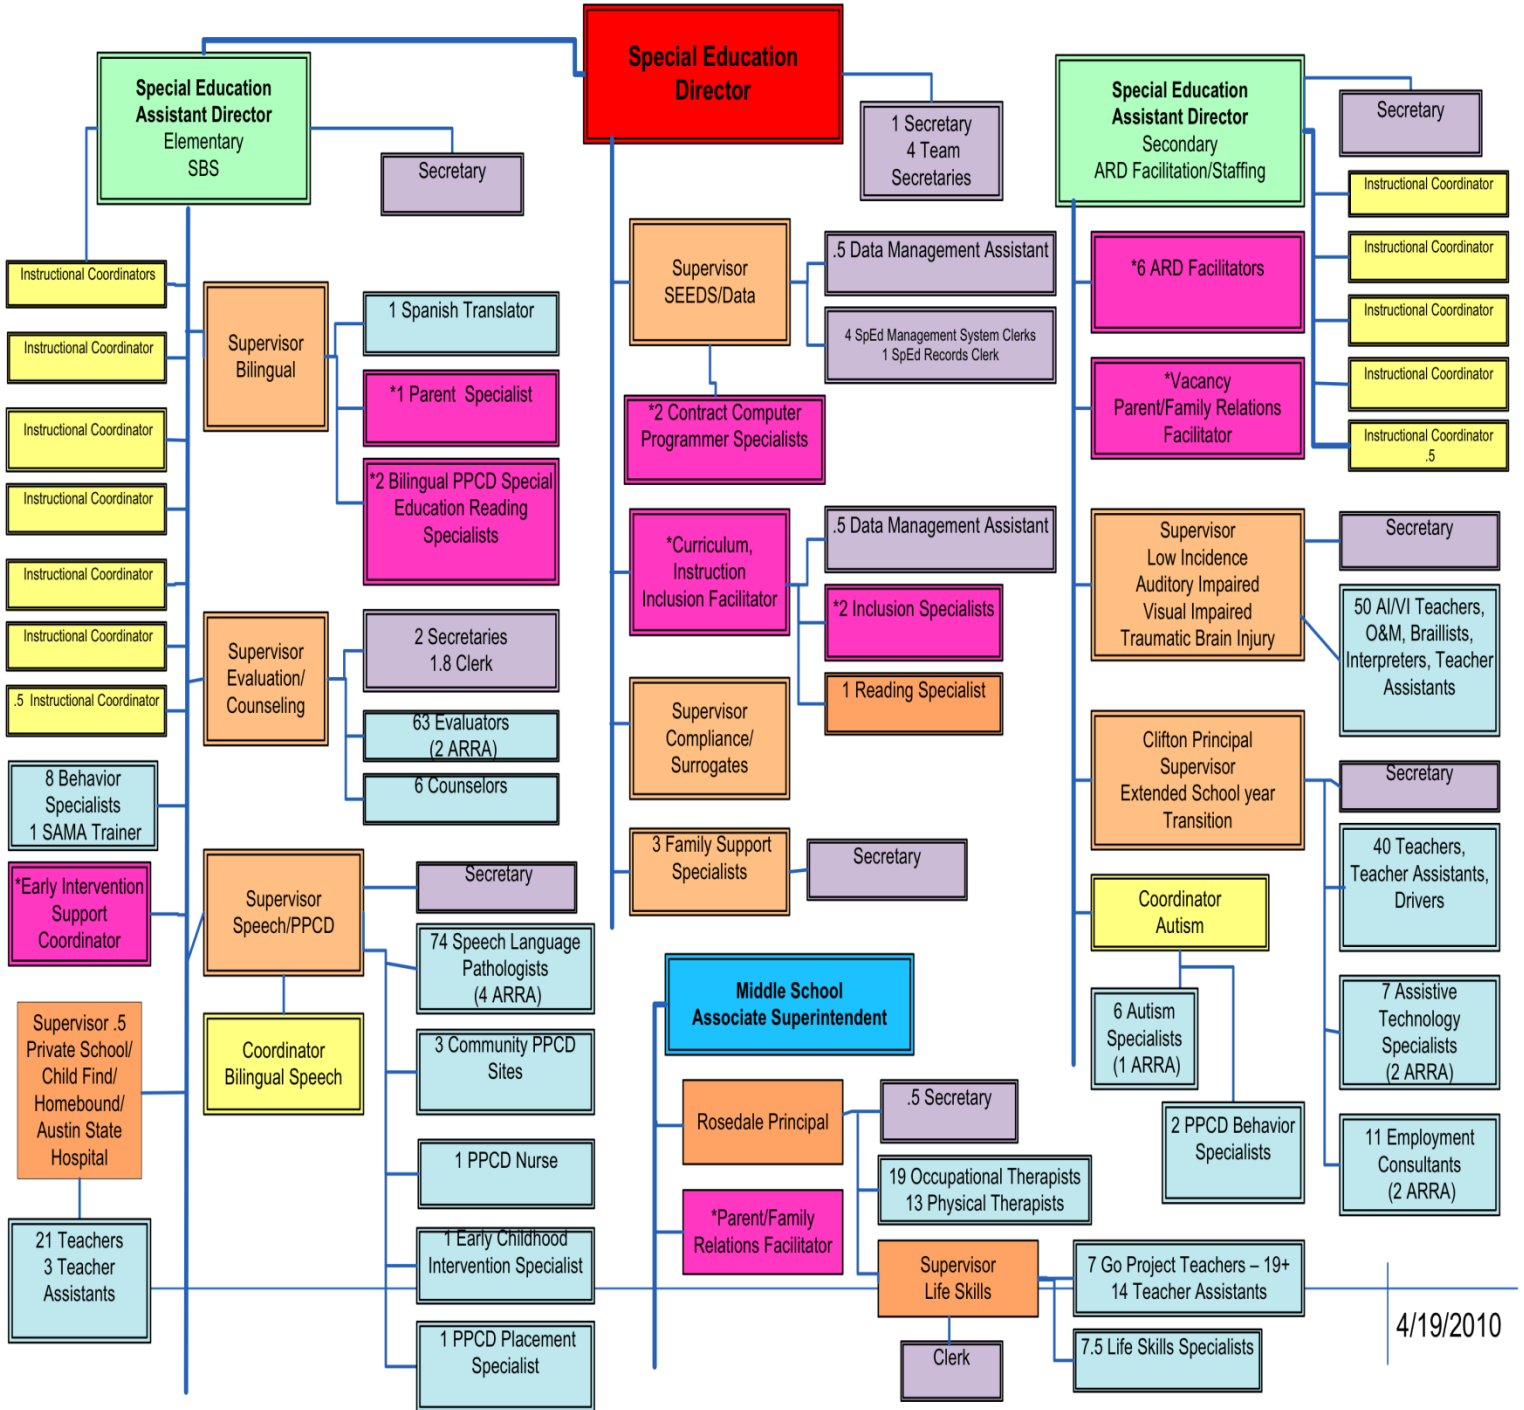 Special Education
Director
1 Secretary
4 Team
Secretaries
Special Education
Assistant Director
Elementary
SBS
Secretary
Instructional Coordinators
Instructional Coordinator
Instructional Coordinator
Instructional Coordinator
Instructional Coordinator
Instructional Coordinator
.5 Instructional Coordinator
8 Behavior
Specialists
1 SAMA Trainer
*Early Intervention
Support
Coordinator
Supervisor .5
Private School/
Child Find/
Homebound/
Austin State
Hospital
21 Teachers
3 Teacher
Assistants
Supervisor
Bilingual
1 Spanish Translator
*1 Parent Specialist
*2 Bilingual PPCD Special
Education Reading
Specialists
Supervisor
Evaluation/
Counseling
2 Secretaries
1.8 Clerk
63 Evaluators
(2 ARRA)
6 Counselors
Supervisor
Speech/PPCD
Secretary
74 Speech Language
Pathologists
(4 ARRA)
Coordinator
Bilingual Speech
3 Community PPCD
Sites
1 PPCD Nurse
1 Early Childhood
Intervention Specialist
1 PPCD Placement
Specialist
Supervisor
SEEDS/Data
.5 Data Management Assistant
4 SpEd Management System Clerks
1 SpEd Records Clerk
*2 Contract Computer
Programmer Specialists
*Curriculum,
Instruction
Inclusion Facilitator
.5 Data Management Assistant
*2 Inclusion Specialists
1 Reading Specialist
Supervisor
Compliance/
Surrogates
3 Family Support
Specialists
Secretary
Middle School
Associate Superintendent
Rosedale Principal
.5 Secretary
19 Occupational Therapists
13 Physical Therapists
*Parent/Family
Relations Facilitator
Supervisor
Life Skills
7 Go Project Teachers – 19+
14 Teacher Assistants
7.5 Life Skills Specialists
Clerk
Special Education
Assistant Director
Secondary
ARD Facilitation/Staffing
Secretary
Instructional Coordinator
Instructional Coordinator
Instructional Coordinator
Instructional Coordinator
Instructional Coordinator
.5
*6 ARD Facilitators
*Vacancy
Parent/Family Relations
Facilitator
Supervisor
Low Incidence
Auditory Impaired
Visual Impaired
Traumatic Brain Injury
Secretary
50 AI/VI Teachers,
O&M, Braillists,
Interpreters, Teacher
Assistants
Clifton Principal
Supervisor
Extended School year
Transition
Secretary
40 Teachers,
Teacher Assistants,
Drivers
7 Assistive
Technology
Specialists
(2 ARRA)
11 Employment
Consultants
(2 ARRA)
Coordinator
Autism
6 Autism
Specialists
(1 ARRA)
2 PPCD Behavior
Specialists
4/19/2010